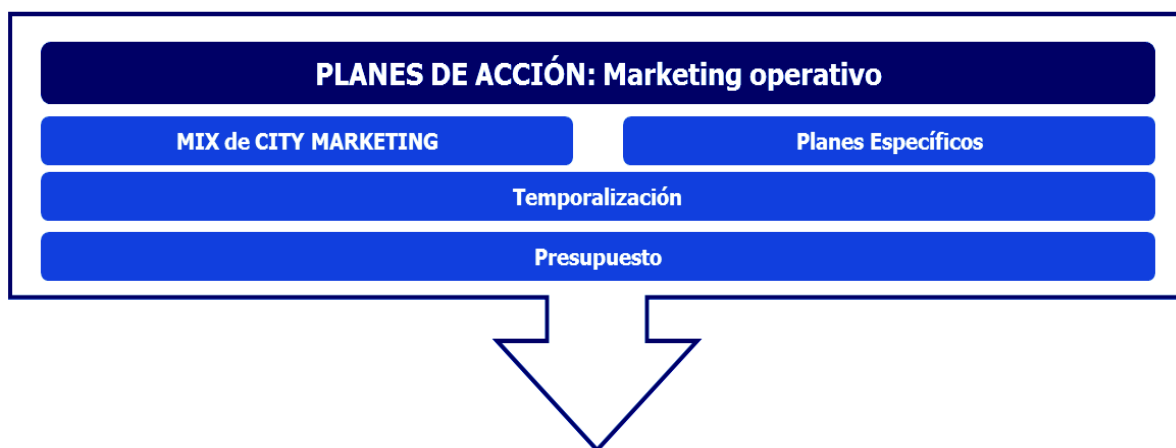 PLANES DE ACCIÓN: Marketing operativo
MIX de CITY MARKETING
Planes Específicos
Temporalización
Presupuesto